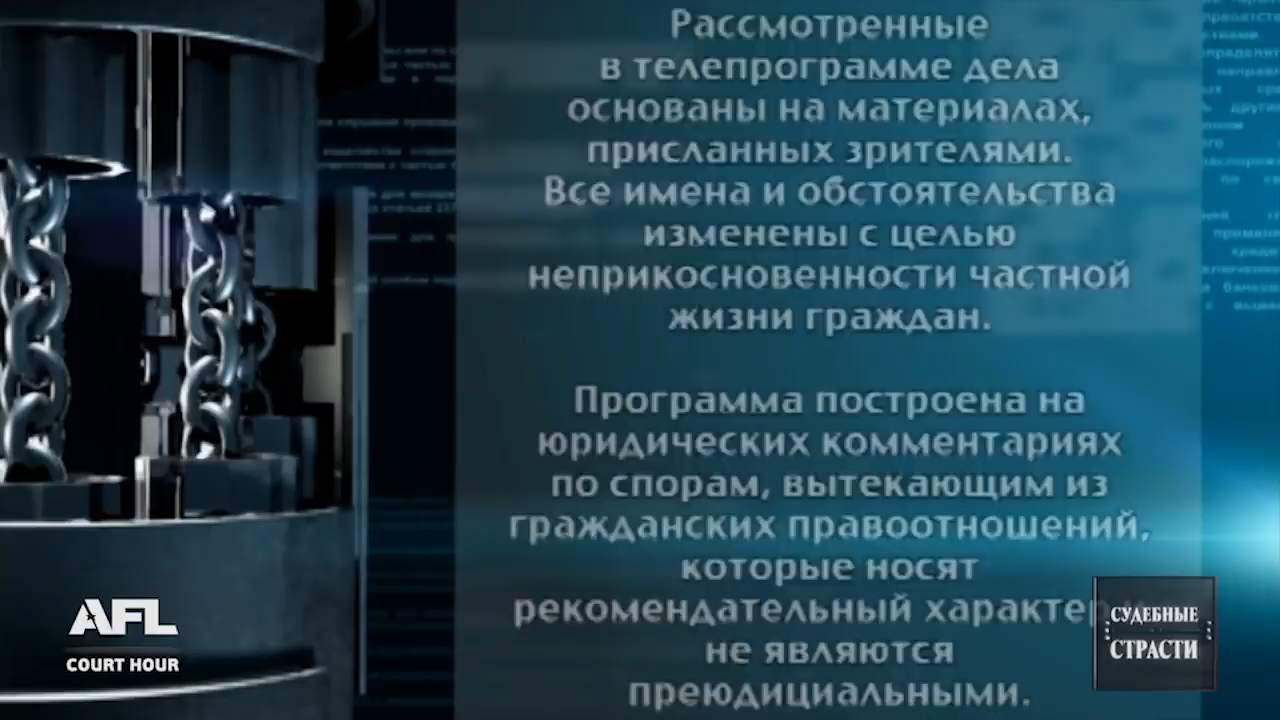 Рассмотренные
в телепрограмме дела
основаны на материалах,
присланных зрителями.
Все имена и обстоятельства
изменены с целью
неприкосновенности частной
жизни граждан.
Программа построена на
юридических комментариях
по спорам, вытекающим из
гражданских правоотношений,
которые носят
рекомендательный характер и
не являются
преюдициальными.
AFL
COURT HOUR
СУДЕБНЫЕ
СТРАСТИ